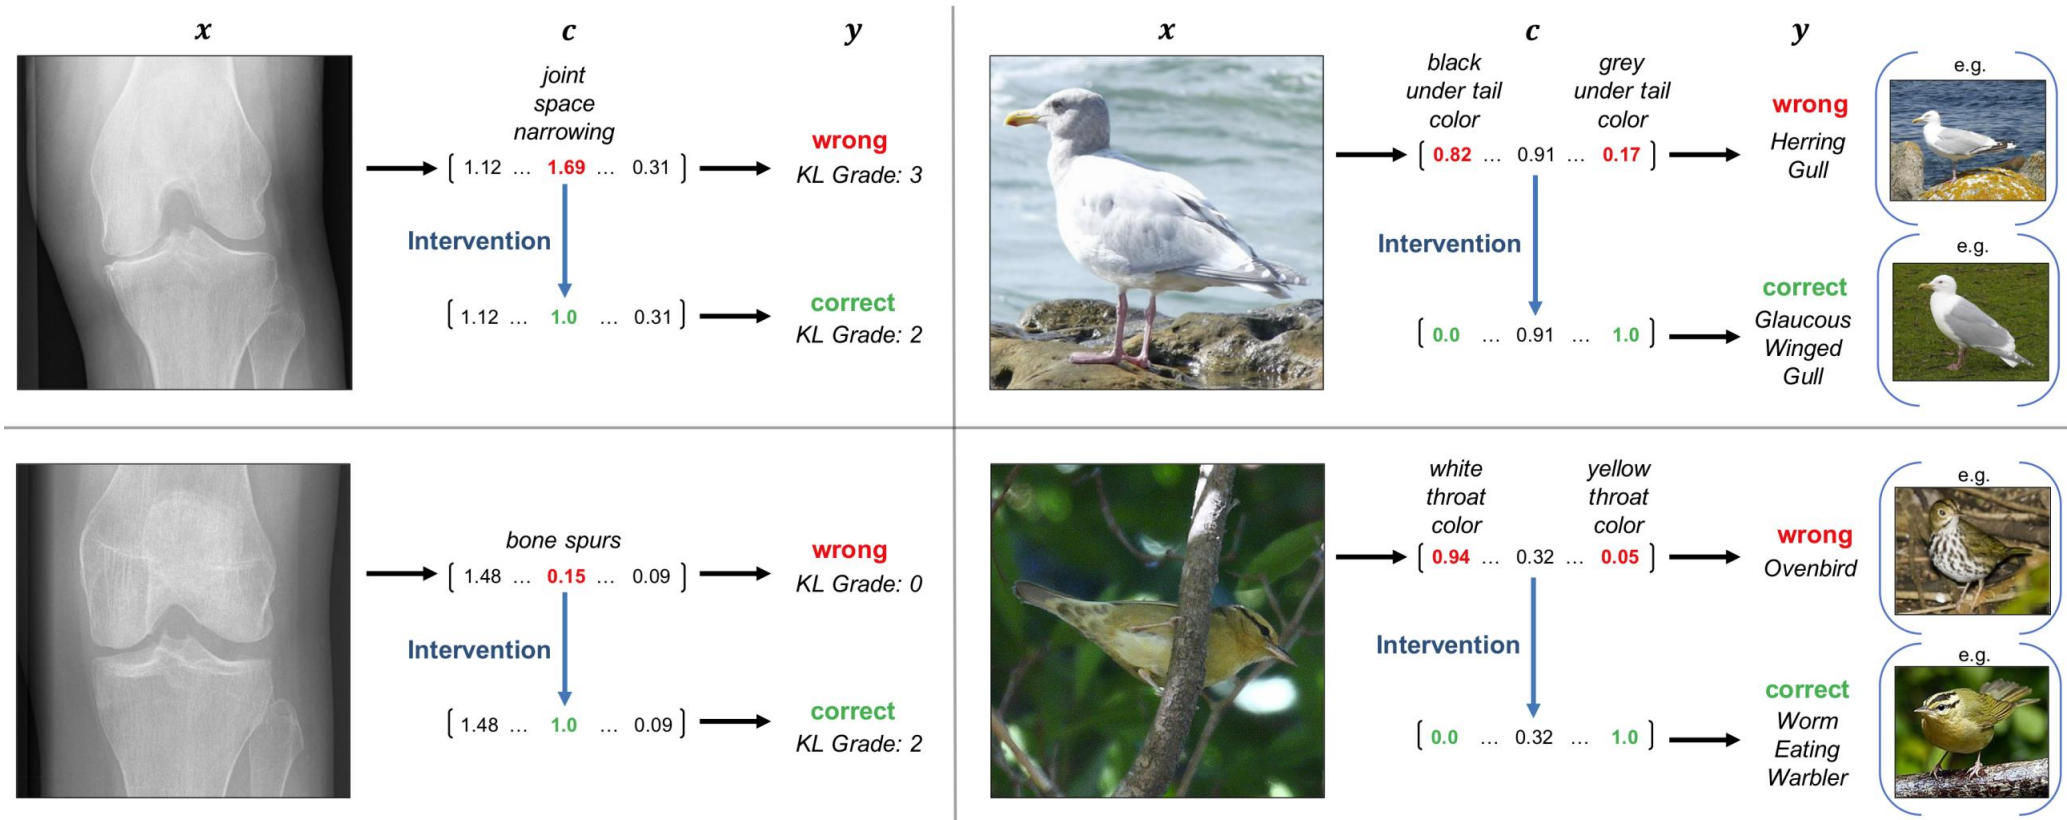 x
c
y
joint
space
narrowing
[ 1.12 ... 1.69 ... 0.31 ]
wrong
KL Grade: 3
Intervention
[ 1.12 ... 1.0 ... 0.31 ]
correct
KL Grade: 2
x
c
y
black
under tail
color
grey
under tail
color
[ 0.82 ... 0.91 ... 0.17 ]
wrong
Herring
Gull
e.g.
Intervention
[ 0.0 ... 0.91 ... 1.0 ]
correct
Glaucous
Winged
Gull
e.g.
bone spurs
[ 1.48 ... 0.15 ... 0.09 ]
wrong
KL Grade: 0
Intervention
[ 1.48 ... 1.0 ... 0.09 ]
correct
KL Grade: 2
white
throat
color
yellow
throat
color
[ 0.94 ... 0.32 ... 0.05 ]
wrong
Ovenbird
e.g.
Intervention
[ 0.0 ... 0.32 ... 1.0 ]
correct
Worm
Eating
Warbler
e.g.